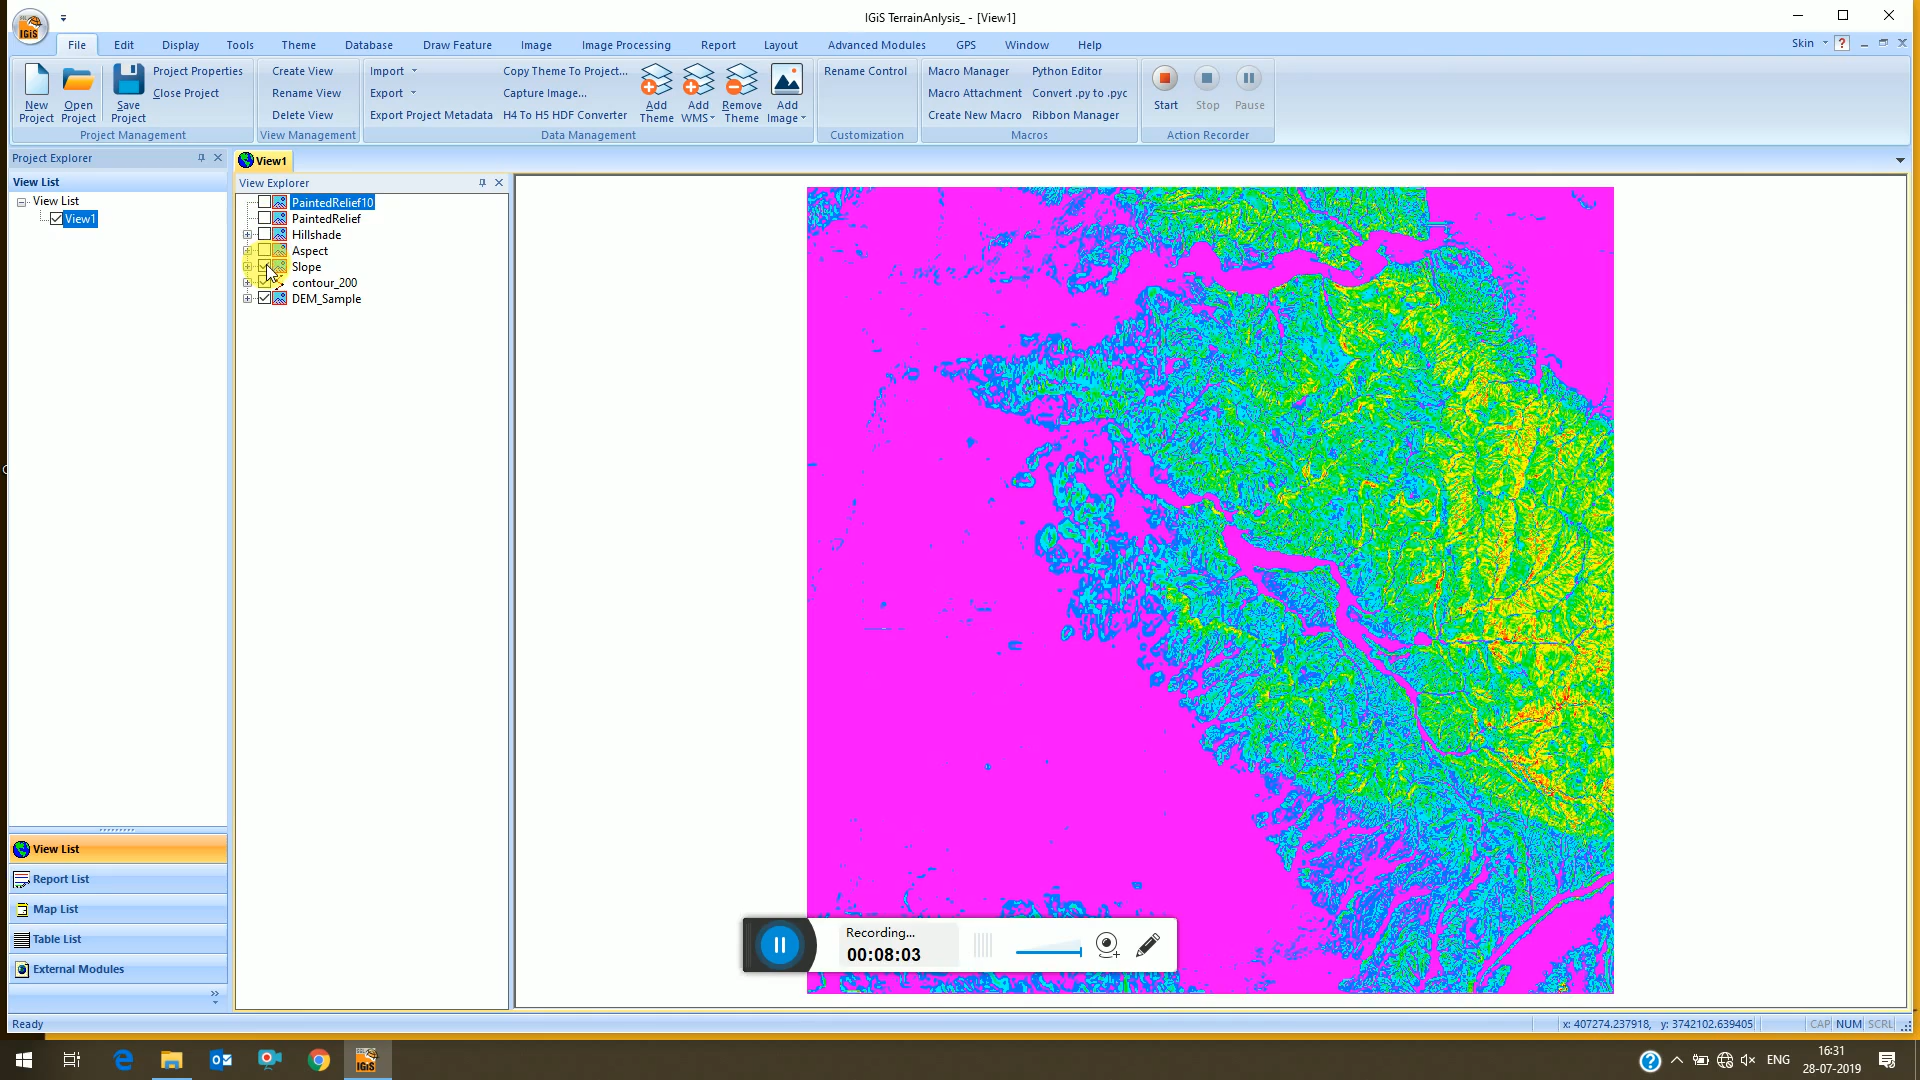 IGiS TerrainAnlysis_ - [View1]
IGiS
File Edit Display Tools Theme Database Draw Feature Image Image Processing Report Layout Advanced Modules GPS Window Help Skin
New Project
Open Project
Save Project
Project Properties
Close Project
Project Management
Create View
Rename View
Delete View
View Management
Import
Export
Export Project Metadata
Copy Theme To Project...
Capture Image...
H4 To H5 HDF Converter
Add Theme
Add WMS
Remove Theme
Add Image
Data Management
Rename Control
Customization
Macro Manager
Macro Attachment
Create New Macro
Python Editor
Convert .py to .pyc
Ribbon Manager
Macros
Start
Stop
Pause
Action Recorder
Project Explorer
View List
View List
View1
View1
View Explorer
PaintedRelief10
PaintedRelief
Hillshade
Aspect
Slope
contour_200
DEM_Sample
View List
Report List
Map List
Table List
External Modules
Recording...
00:08:03
Ready
x: 407274.237918, y: 3742102.639405
CAP NUM SCRL
IGiS
ENG
16:31
28-07-2019